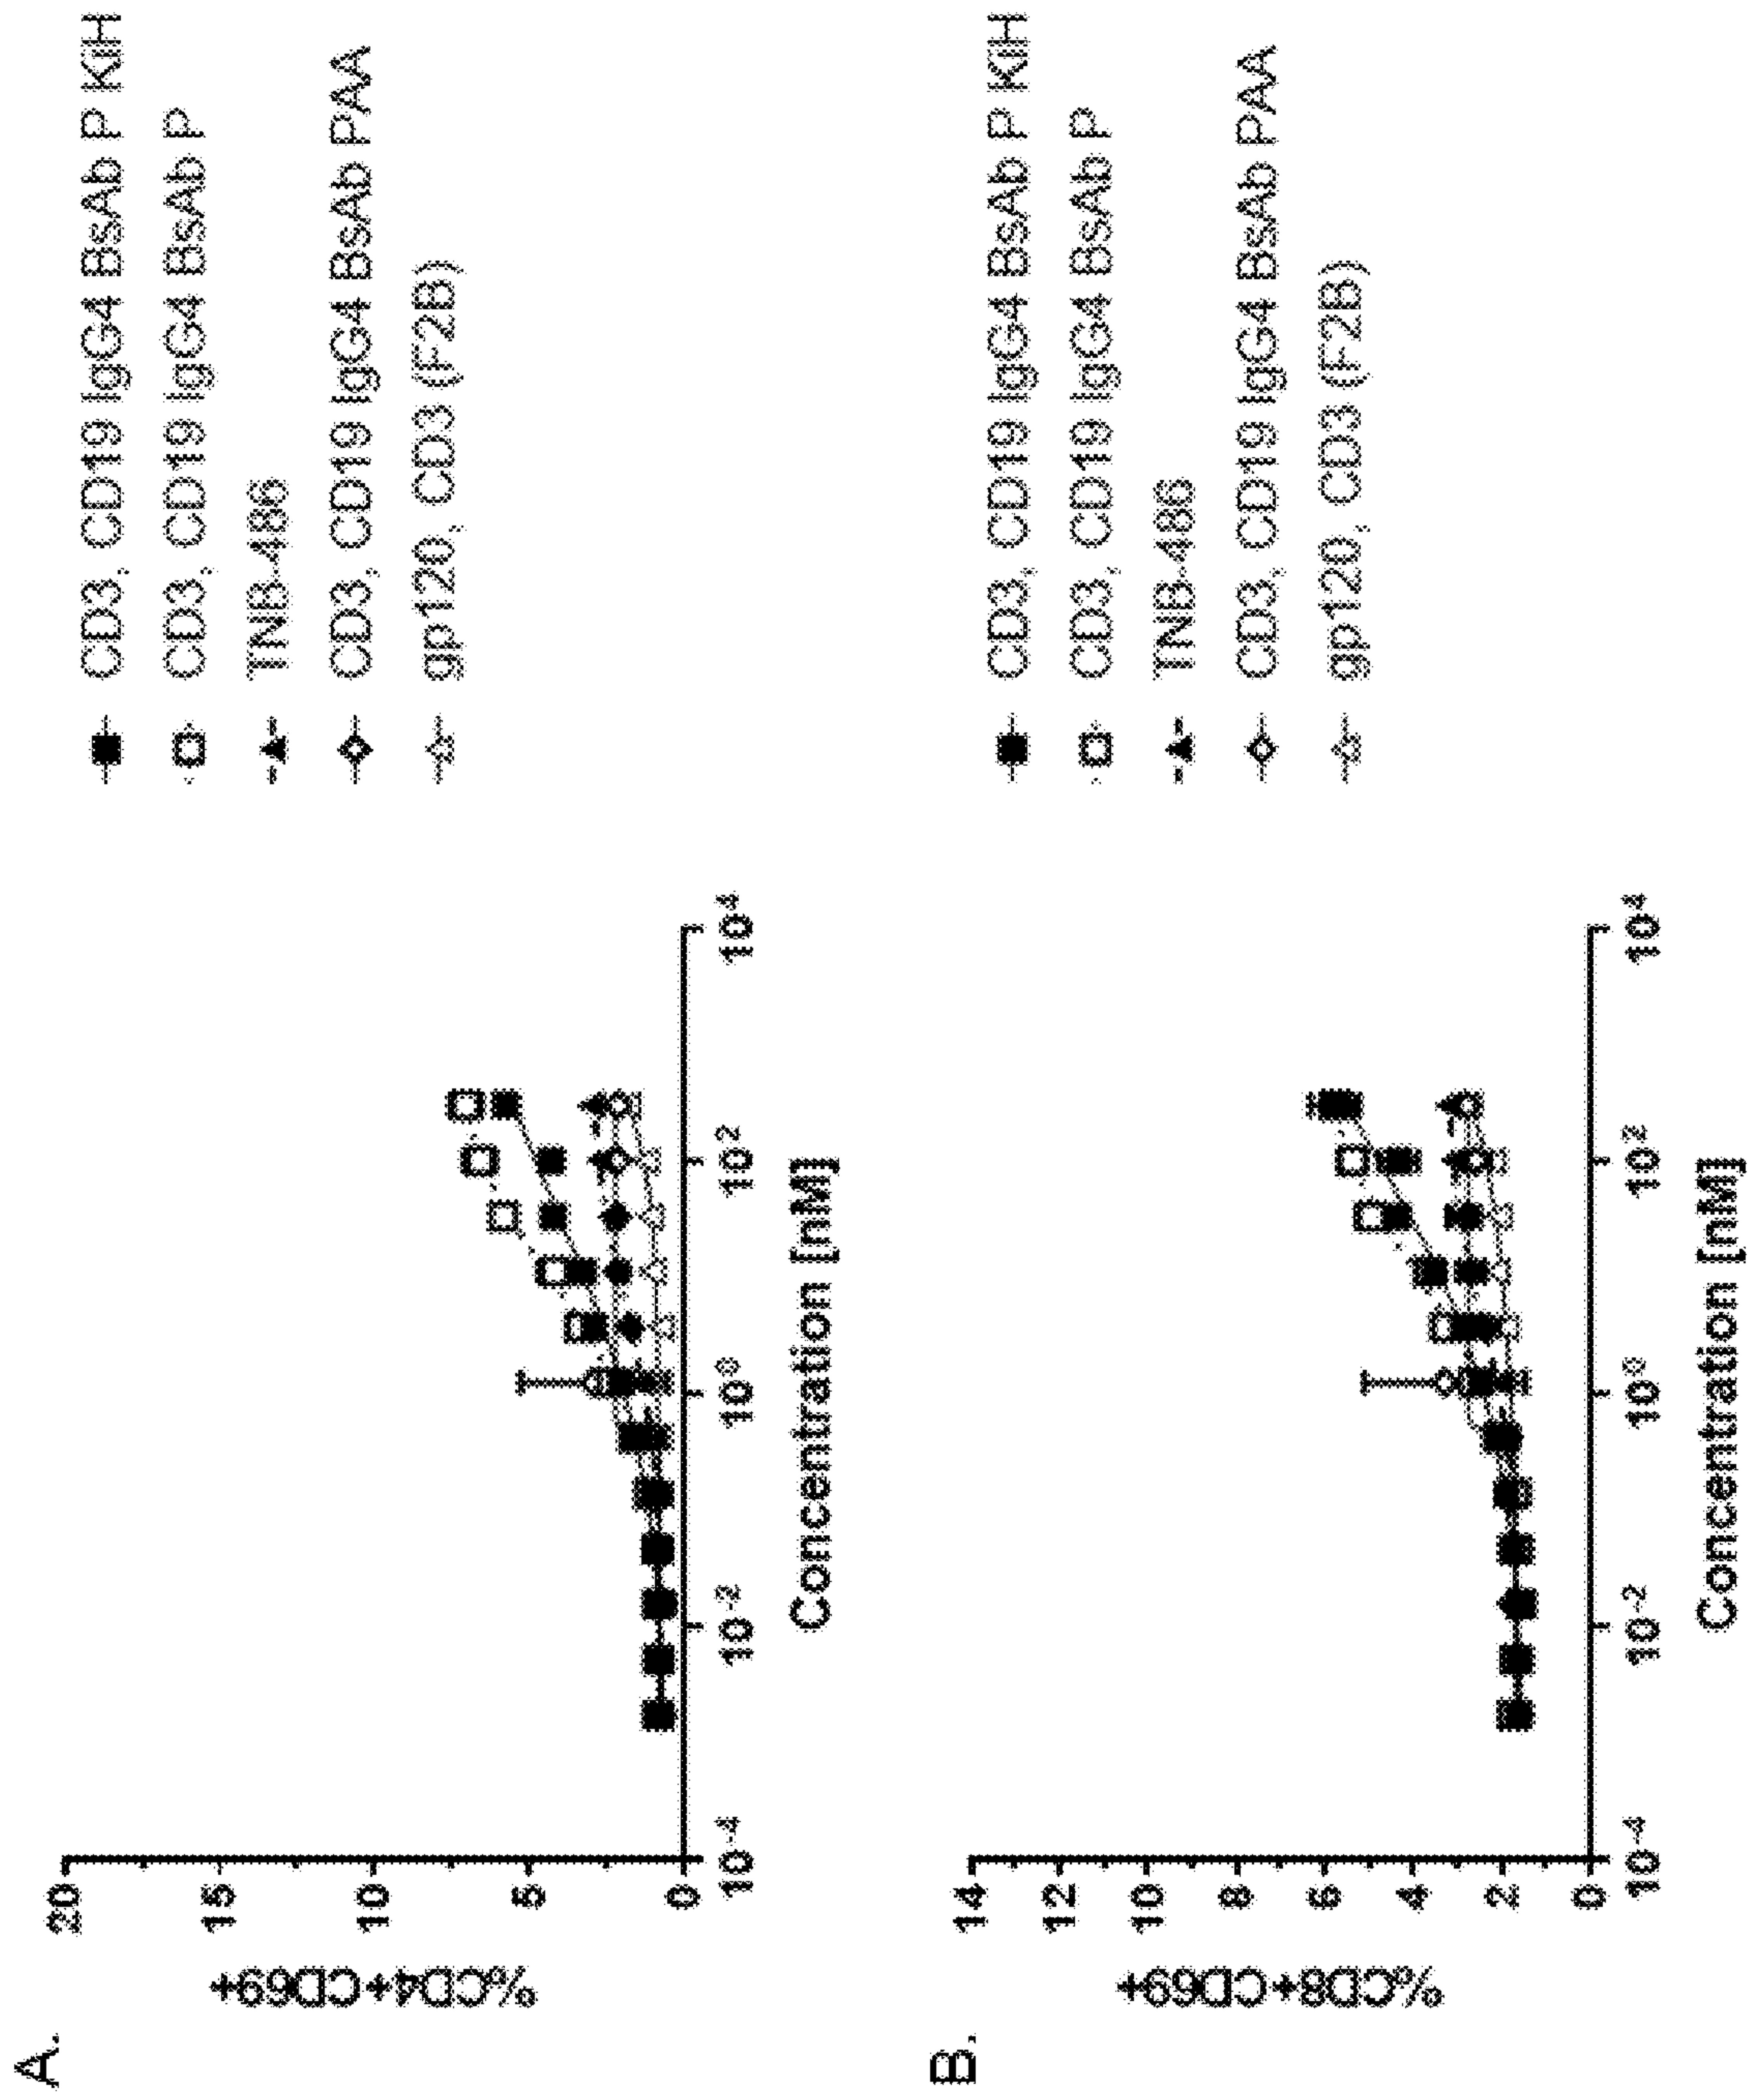 A.
%CD4+CD69+
20
15
10
5
0
10-4
10-2
100
102
104
Concentration [nM]
CD3, CD19 IgG4 BsAb P KiH
CD3, CD19 IgG4 BsAb P
TNB-486
CD3, CD19 IgG4 BsAb PAA
gp120, CD3 (F2B)
B.
%CD8+CD69+
14
10
8
6
4
2
0
10-4
10-2
100
102
104
Concentration [nM]
CD3, CD19 IgG4 BsAb P KiH
CD3, CD19 IgG4 BsAb P
TNB-486
CD3, CD19 IgG4 BsAb PAA
gp120, CD3 (F2B)